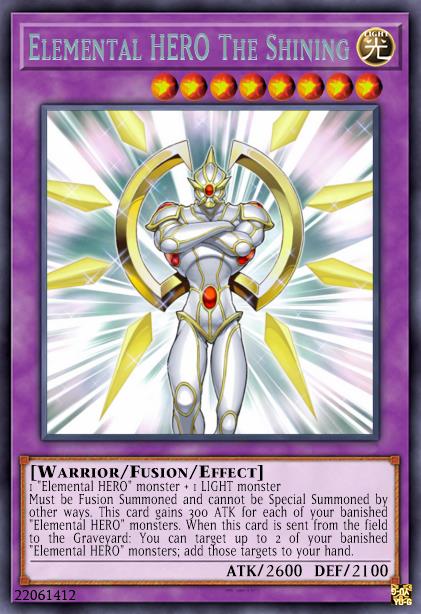 Elemental HERO The Shining
LIGHT
光
[Warrior/Fusion/Effect]
1 "Elemental HERO" monster + 1 LIGHT monster
Must be Fusion Summoned and cannot be Special Summoned by
other ways. This card gains 300 ATK for each of your banished
"Elemental HERO" monsters. When this card is sent from the field
to the Graveyard: You can target up to 2 of your banished
"Elemental HERO" monsters; add those targets to your hand.
ATK/2600 DEF/2100
22061412